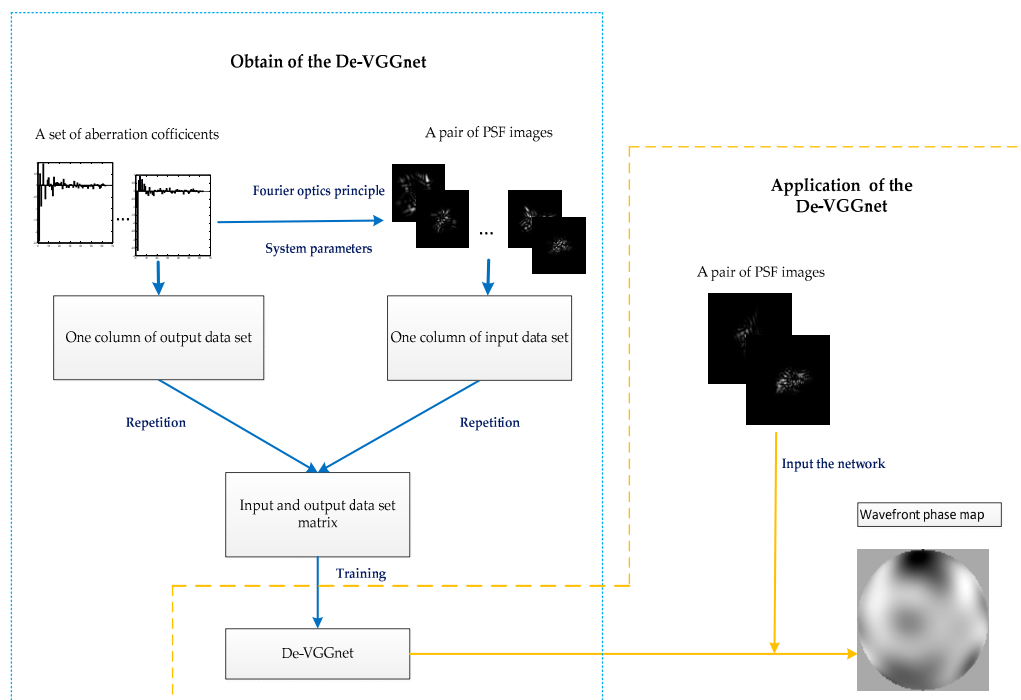 Obtain of the De-VGGnet
A set of aberration cofficicents
A pair of PSF images
Fourier optics principle
System parameters
...
...
One column of output data set
One column of input data set
Repetition
Repetition
Input and output data set
matrix
Training
De-VGGnet
Application of the
De-VGGnet
A pair of PSF images
Input the network
Wavefront phase map